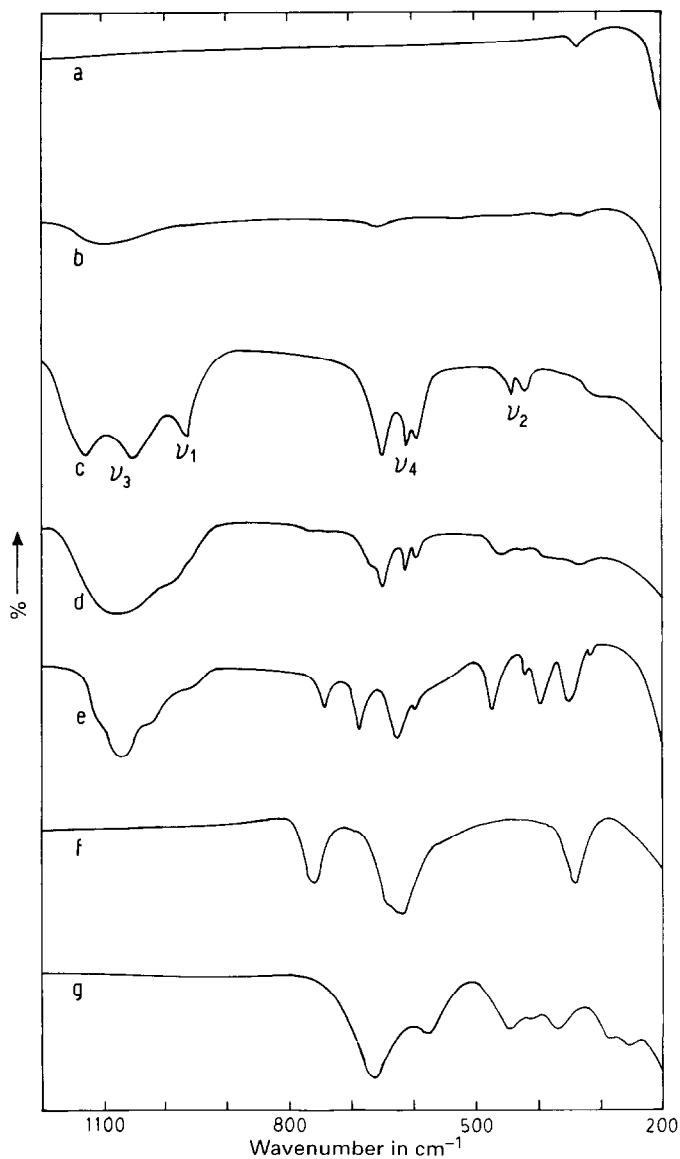 a
b
c
ν3
ν1
ν4
ν2
d
% →
e
f
g
1100
800
500
200
Wavenumber in cm⁻¹